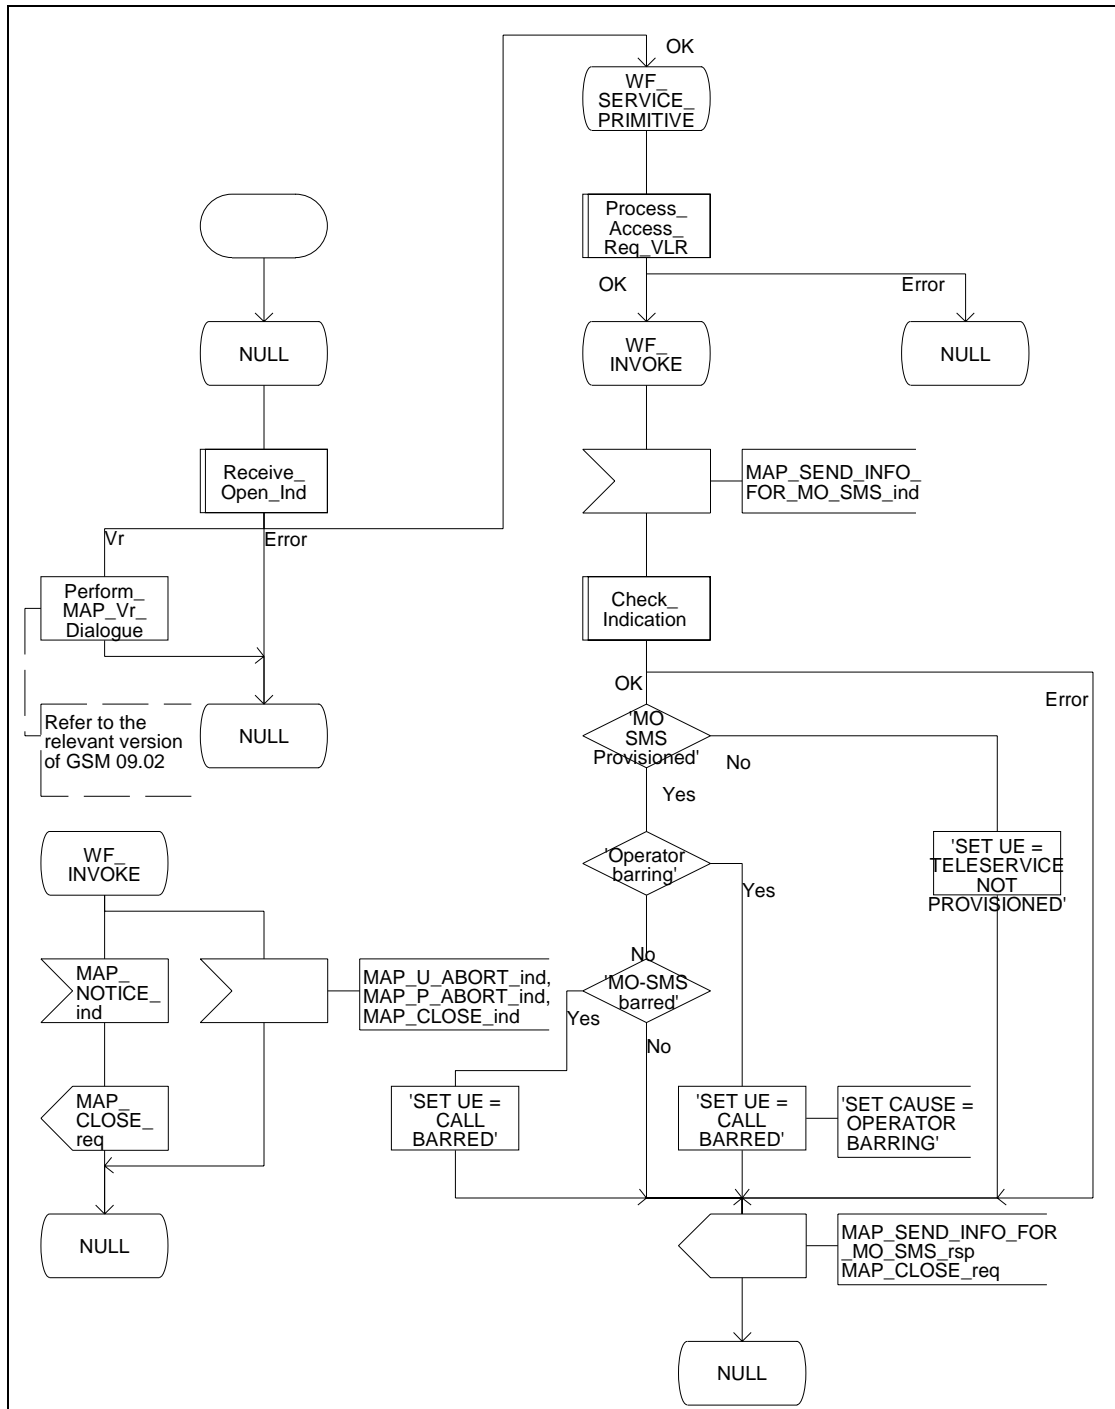 OK
WF_
SERVICE_
PRIMITIVE
Process_
Access_
Req_VLR
OK
Error
NULL
WF_
INVOKE
NULL
Receive_
Open_Ind
MAP_SEND_INFO_
FOR_MO_SMS_ind
Vr
Error
Perform_
MAP_Vr_
Dialogue
Check_
Indication
OK
Error
Refer to the
relevant version
of GSM 09.02
NULL
'MO
SMS
Provisioned'
No
Yes
WF_
INVOKE
'Operator
barring'
Yes
'SET UE =
TELESERVICE
NOT
PROVISIONED'
No
MAP_
NOTICE_
ind
MAP_U_ABORT_ind,
MAP_P_ABORT_ind,
MAP_CLOSE_ind
'MO-SMS
barred'
Yes
No
MAP_
CLOSE_
req
'SET UE =
CALL
BARRED'
'SET UE =
CALL
BARRED'
'SET CAUSE =
OPERATOR
BARRING'
NULL
MAP_SEND_INFO_FOR
_MO_SMS_rsp
MAP_CLOSE_req
NULL